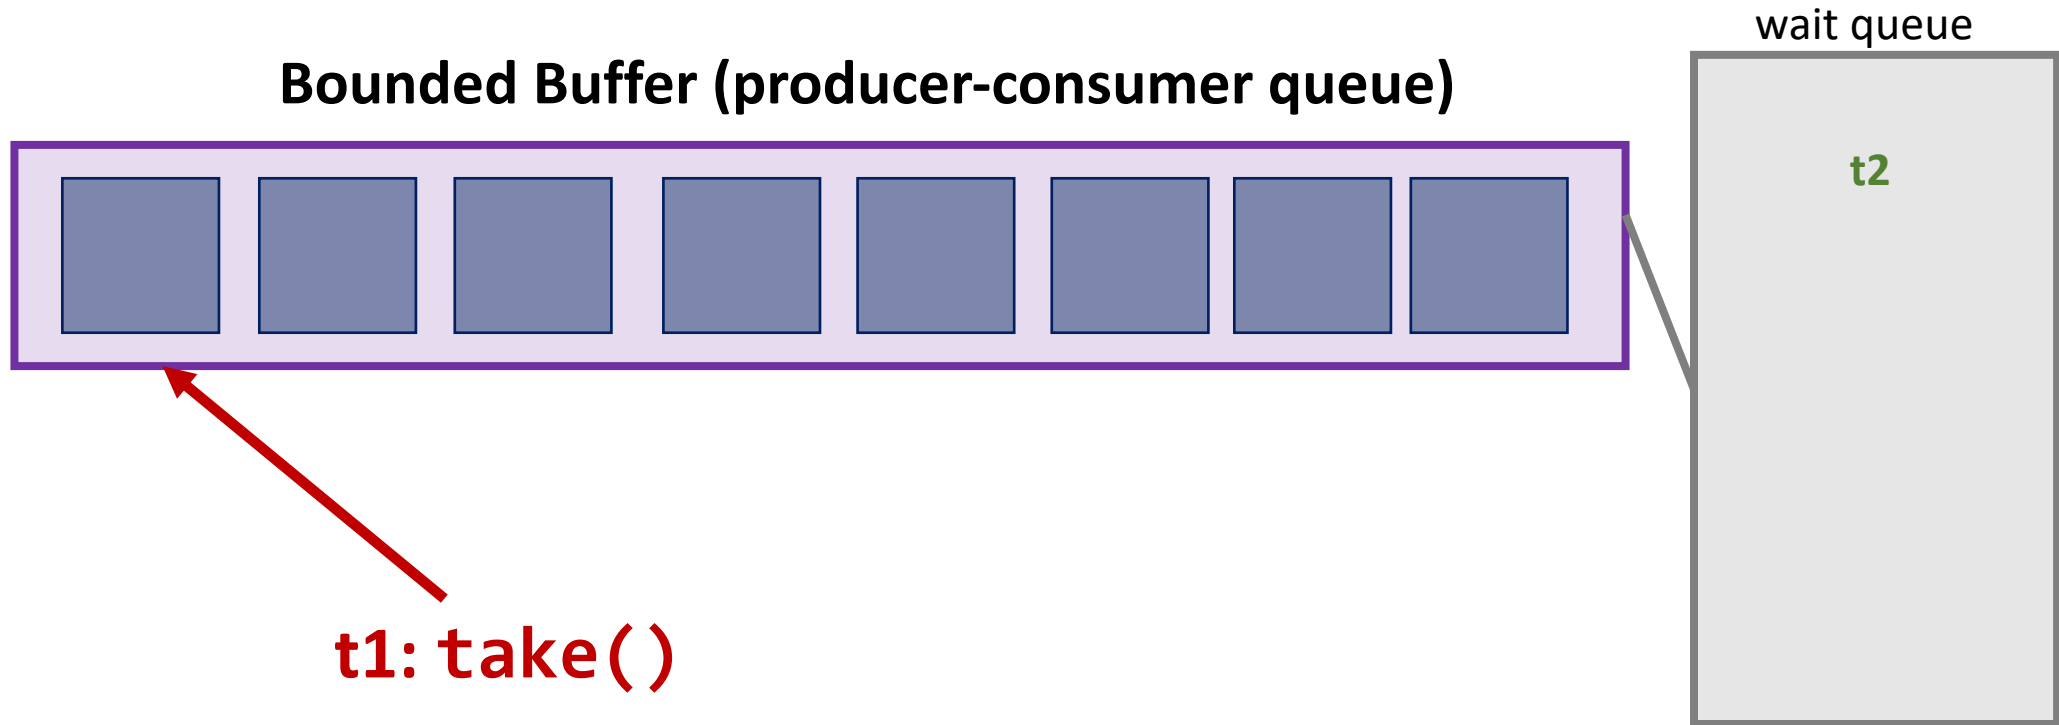 wait queue
Bounded Buffer (producer-consumer queue)
t2
t1: take()